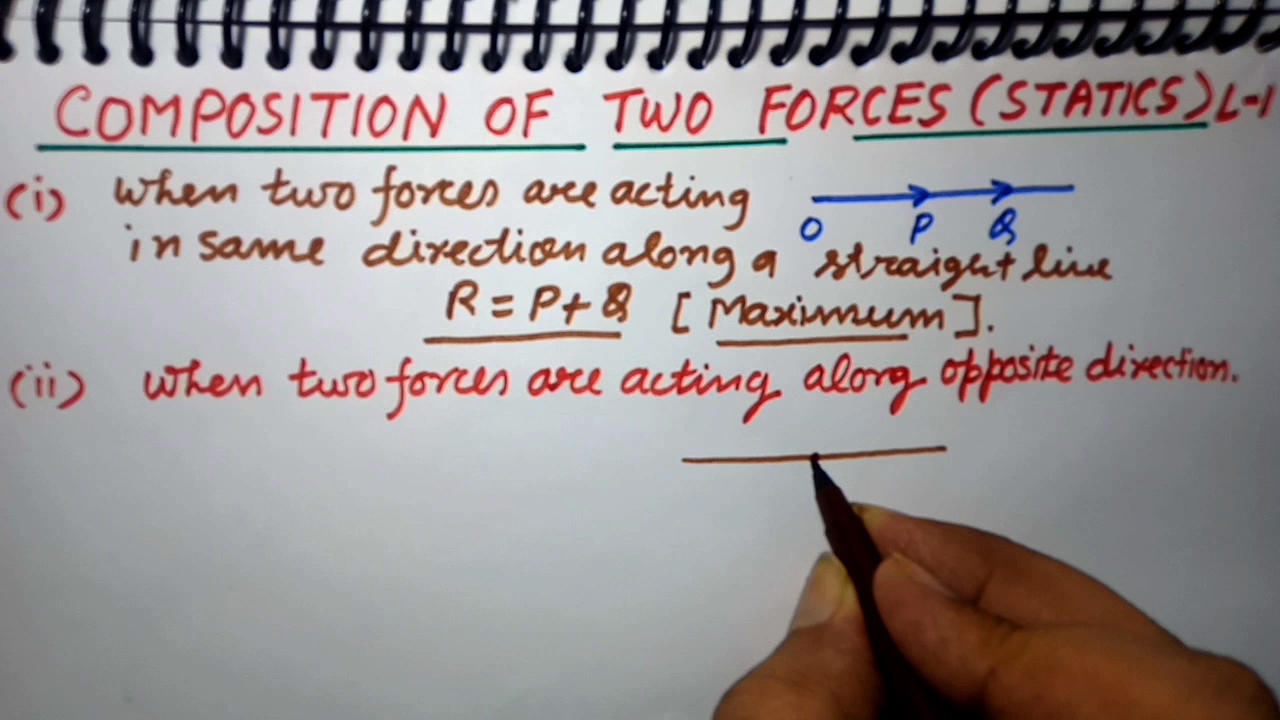 COMPOSITION OF TWO FORCES (STATICS) L-1
(i) when two forces are acting
O P Q
in same direction along a straight line
R = P + Q [Maximum].
(ii) when two forces are acting along opposite direction.